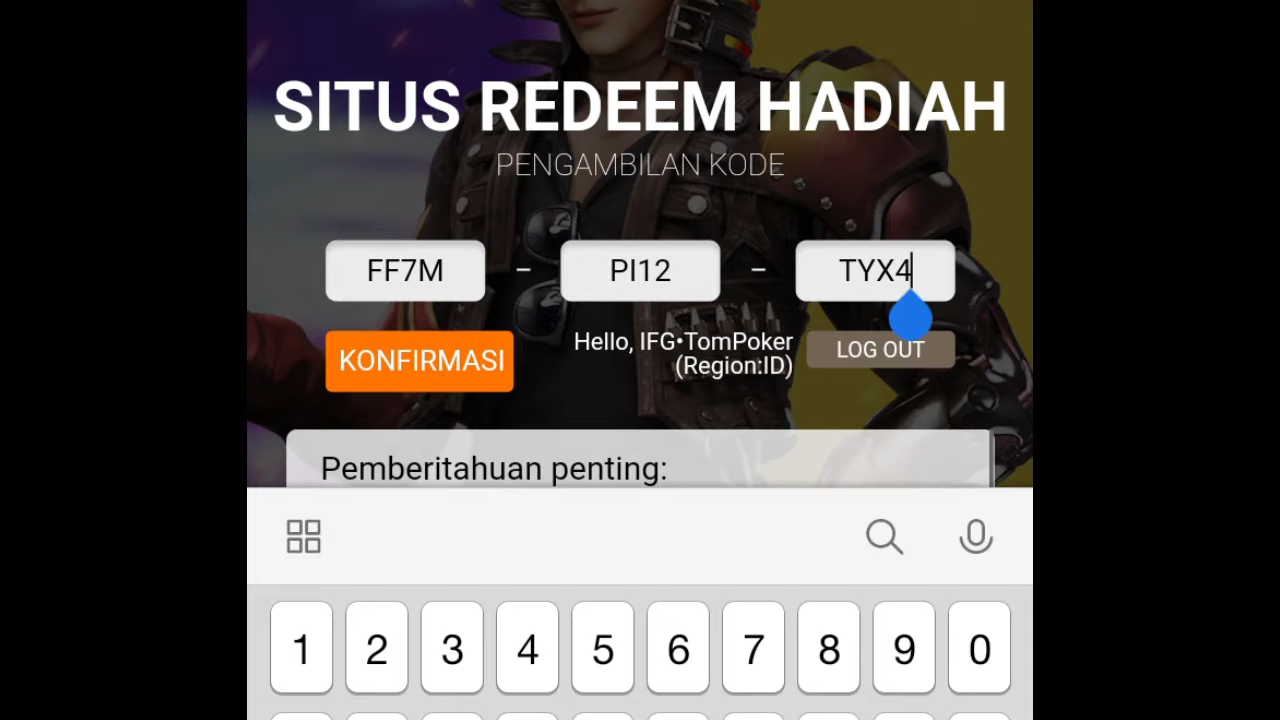 SITUS REDEEM HADIAH
PENGAMBILAN KODE
FF7M - PI12 - TYX4
KONFIRMASI
Hello, IFG•TomPoker
(Region:ID)
LOG OUT
Pemberitahuan penting:
1 2 3 4 5 6 7 8 9 0